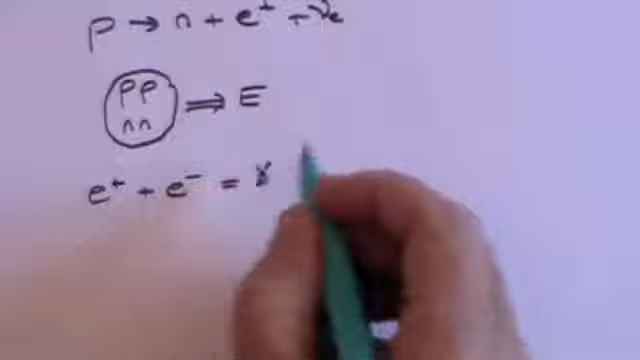 p → n + e⁺ + νₑ
pp
nn ⇒ E
e⁺ + e⁻ = γ